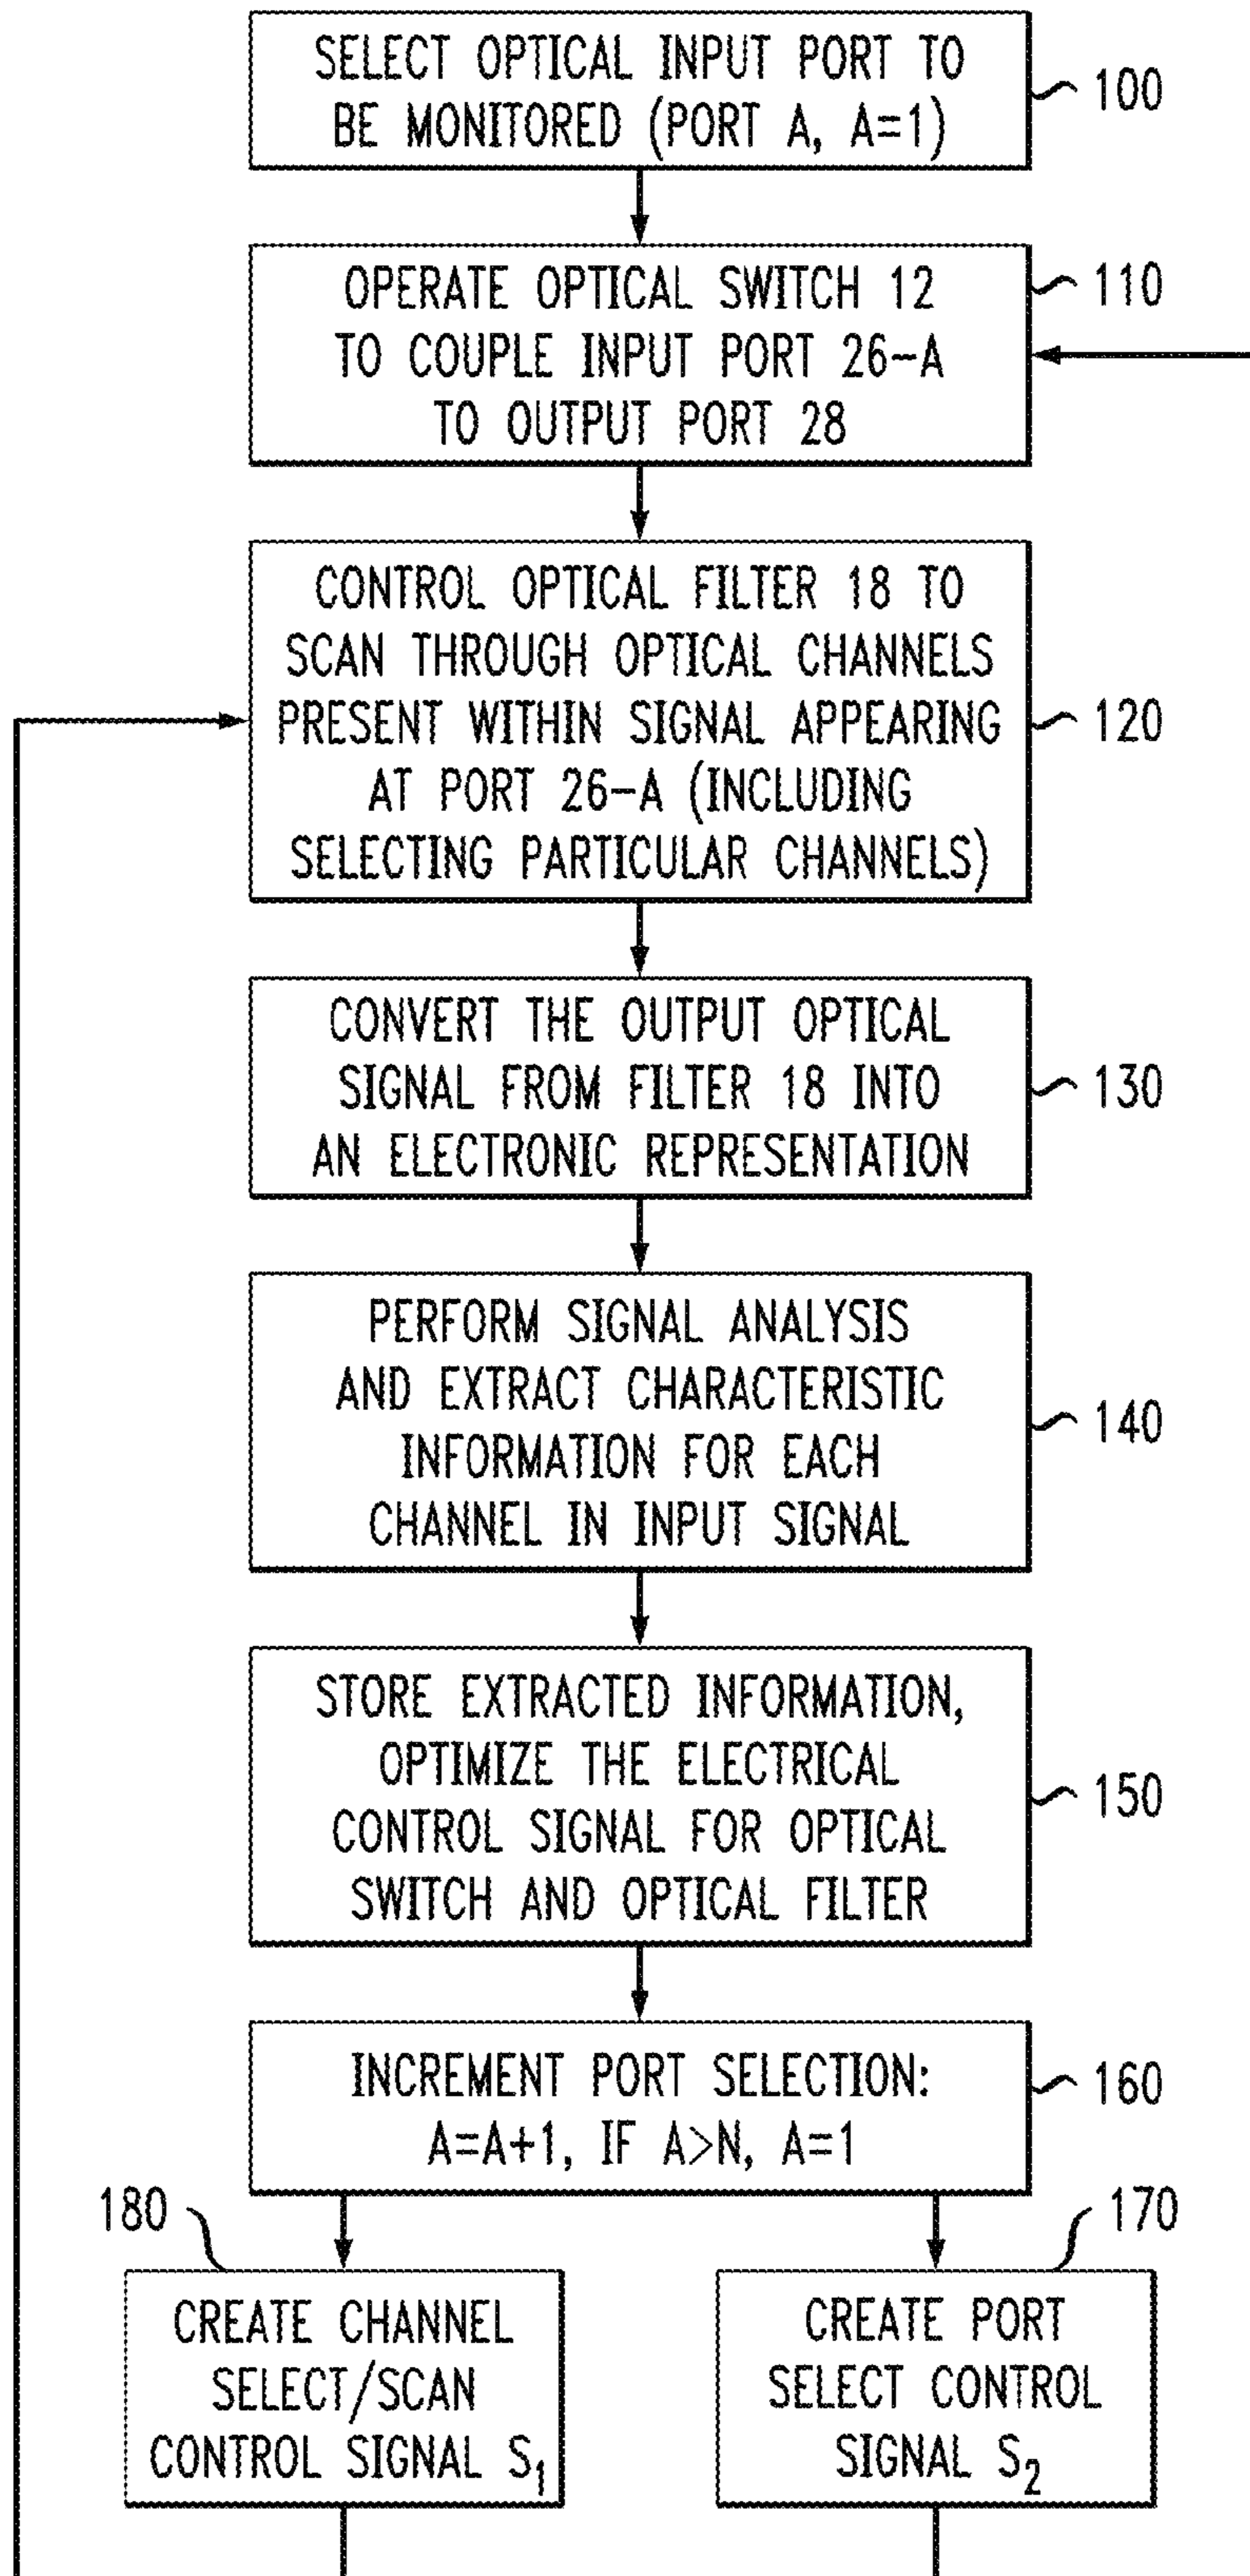 SELECT OPTICAL INPUT PORT TO
BE MONITORED (PORT A, A=1)
100
OPERATE OPTICAL SWITCH 12
TO COUPLE INPUT PORT 26-A
TO OUTPUT PORT 28
110
CONTROL OPTICAL FILTER 18 TO
SCAN THROUGH OPTICAL CHANNELS
PRESENT WITHIN SIGNAL APPEARING
AT PORT 26-A (INCLUDING
SELECTING PARTICULAR CHANNELS)
120
CONVERT THE OUTPUT OPTICAL
SIGNAL FROM FILTER 18 INTO
AN ELECTRONIC REPRESENTATION
130
PERFORM SIGNAL ANALYSIS
AND EXTRACT CHARACTERISTIC
INFORMATION FOR EACH
CHANNEL IN INPUT SIGNAL
140
STORE EXTRACTED INFORMATION,
OPTIMIZE THE ELECTRICAL
CONTROL SIGNAL FOR OPTICAL
SWITCH AND OPTICAL FILTER
150
INCREMENT PORT SELECTION:
A=A+1, IF A>N, A=1
160
180
CREATE CHANNEL
SELECT/SCAN
CONTROL SIGNAL S1
170
CREATE PORT
SELECT CONTROL
SIGNAL S2